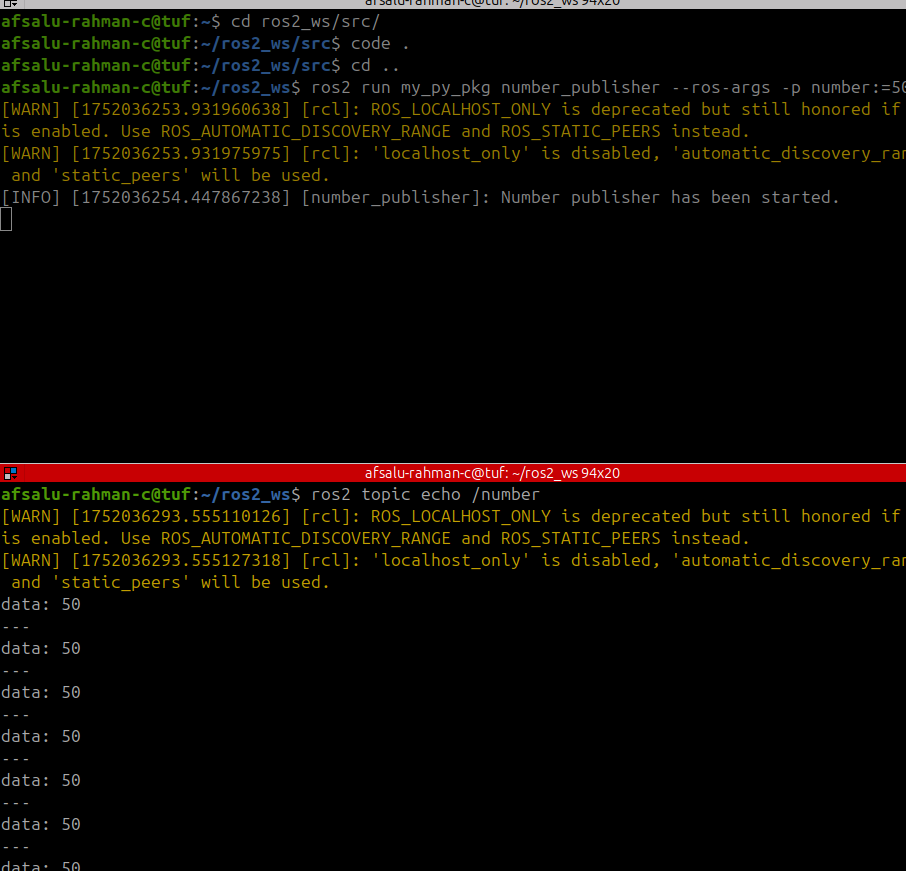 afsalu-rahman-c@tuf: ~/ros2_ws 94x20
afsalu-rahman-c@tuf:~$ cd ros2_ws/src/
afsalu-rahman-c@tuf:~/ros2_ws/src$ code .
afsalu-rahman-c@tuf:~/ros2_ws/src$ cd ..
afsalu-rahman-c@tuf:~/ros2_ws$ ros2 run my_py_pkg number_publisher --ros-args -p number:=50
[WARN] [1752036253.931960638] [rcl]: ROS_LOCALHOST_ONLY is deprecated but still honored if
is enabled. Use ROS_AUTOMATIC_DISCOVERY_RANGE and ROS_STATIC_PEERS instead.
[WARN] [1752036253.931975975] [rcl]: 'localhost_only' is disabled, 'automatic_discovery_ran
and 'static_peers' will be used.
[INFO] [1752036254.447867238] [number_publisher]: Number publisher has been started.
afsalu-rahman-c@tuf: ~/ros2_ws 94x20
afsalu-rahman-c@tuf:~/ros2_ws$ ros2 topic echo /number
[WARN] [1752036293.555110126] [rcl]: ROS_LOCALHOST_ONLY is deprecated but still honored if
is enabled. Use ROS_AUTOMATIC_DISCOVERY_RANGE and ROS_STATIC_PEERS instead.
[WARN] [1752036293.555127318] [rcl]: 'localhost_only' is disabled, 'automatic_discovery_ran
and 'static_peers' will be used.
data: 50
---
data: 50
---
data: 50
---
data: 50
---
data: 50
---
data: 50
---
data: 50